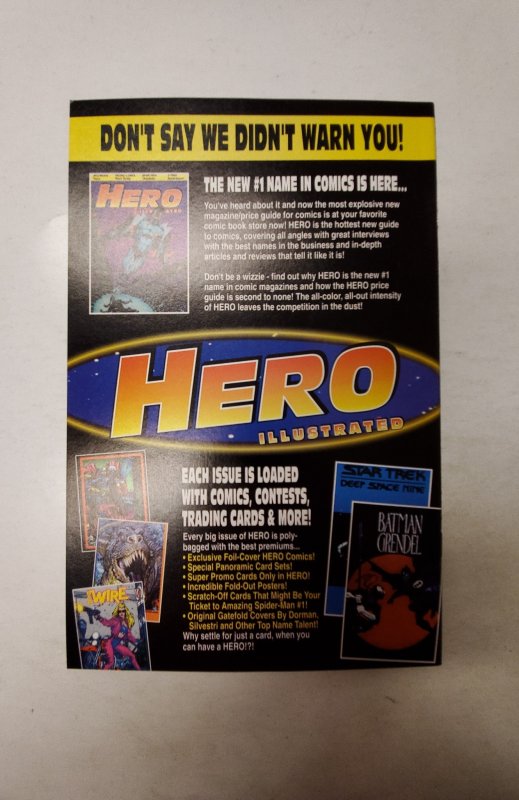 DON'T SAY WE DIDN'T WARN YOU!
HERO
THE NEW #1 NAME IN COMICS IS HERE...
You've heard about it and now the most explosive new
magazine/price guide for comics is at your favorite
comic book store now! HERO is the hottest new guide
to comics, covering all angles with great interviews
with the best names in the business and in-depth
articles and reviews that tell it like it is!
Don't be a wizzie - find out why HERO is the new #1
name in comic magazines and how the HERO price
guide is second to none! The all-color, all-out intensity
of HERO leaves the competition in the dust!
HERO
ILLUSTRATED
EACH ISSUE IS LOADED
WITH COMICS, CONTESTS,
TRADING CARDS & MORE!
Every big issue of HERO is poly-
bagged with the best premiums...
• Exclusive Foil-Cover HERO Comics!
• Special Panoramic Card Sets!
• Super Promo Cards Only in HERO!
• Incredible Fold-Out Posters!
• Scratch-Off Cards That Might Be Your
Ticket to Amazing Spider-Man #1!
• Original Gatefold Covers By Dorman,
Silvestri and Other Top Name Talent!
Why settle for just a card, when you
can have a HERO!?!
WIRE
STAR TREK
DEEP SPACE NINE
BATMAN
GRENDEL